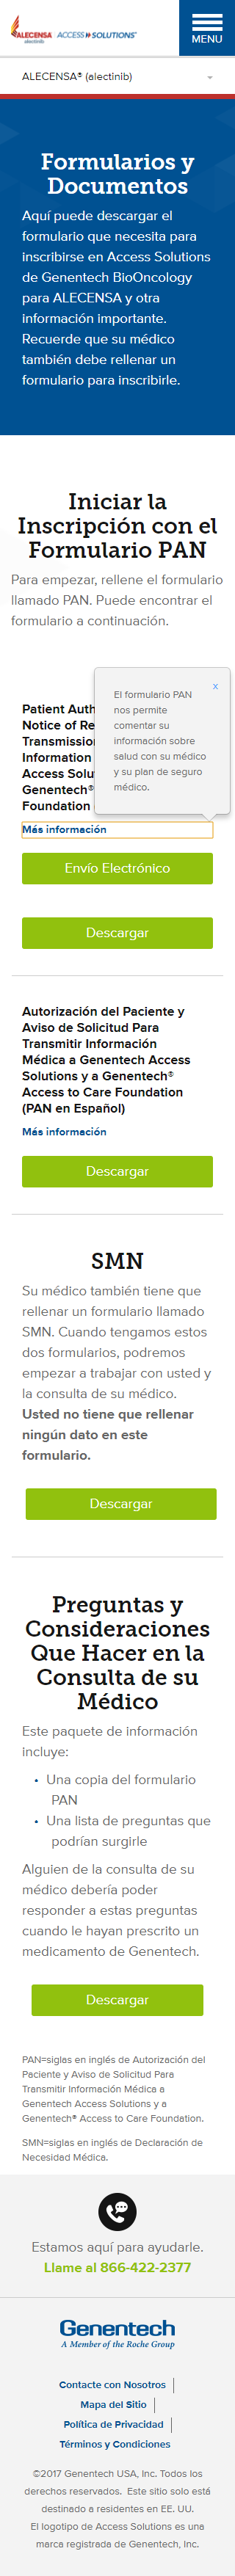 ALECENSA
alectinib
ACCESS SOLUTIONS
MENU
ALECENSA® (alectinib)
Formularios y
Documentos
Aquí puede descargar el
formulario que necesita para
inscribirse en Access Solutions
de Genentech BioOncology
para ALECENSA y otra
información importante.
Recuerde que su médico
también debe rellenar un
formulario para inscribirle.
Iniciar la
Inscripción con el
Formulario PAN
Para empezar, rellene el formulario
llamado PAN. Puede encontrar el
formulario a continuación.
x
El formulario PAN
nos permite
comentar su
información sobre
salud con su médico
y su plan de seguro
médico.
Patient Auth
Notice of Re
Transmission
Information
Access Solu
Genentech®
Foundation
Más información
Envío Electrónico
Descargar
Autorización del Paciente y
Aviso de Solicitud Para
Transmitir Información
Médica a Genentech Access
Solutions y a Genentech®
Access to Care Foundation
(PAN en Español)
Más información
Descargar
SMN
Su médico también tiene que
rellenar un formulario llamado
SMN. Cuando tengamos estos
dos formularios, podremos
empezar a trabajar con usted y
la consulta de su médico.
Usted no tiene que rellenar
ningún dato en este
formulario.
Descargar
Preguntas y
Consideraciones
Que Hacer en la
Consulta de su
Médico
Este paquete de información
incluye:
• Una copia del formulario
PAN
• Una lista de preguntas que
podrían surgirle
Alguien de la consulta de su
médico debería poder
responder a estas preguntas
cuando le hayan prescrito un
medicamento de Genentech.
Descargar
PAN=siglas en inglés de Autorización del
Paciente y Aviso de Solicitud Para
Transmitir Información Médica a
Genentech Access Solutions y a
Genentech® Access to Care Foundation.
SMN=siglas en inglés de Declaración de
Necesidad Médica.
Estamos aquí para ayudarle.
Llame al 866-422-2377
Genentech
A Member of the Roche Group
Contacte con Nosotros
Mapa del Sitio
Política de Privacidad
Términos y Condiciones
©2017 Genentech USA, Inc. Todos los
derechos reservados. Este sitio solo está
destinado a residentes en EE. UU.
El logotipo de Access Solutions es una
marca registrada de Genentech, Inc.